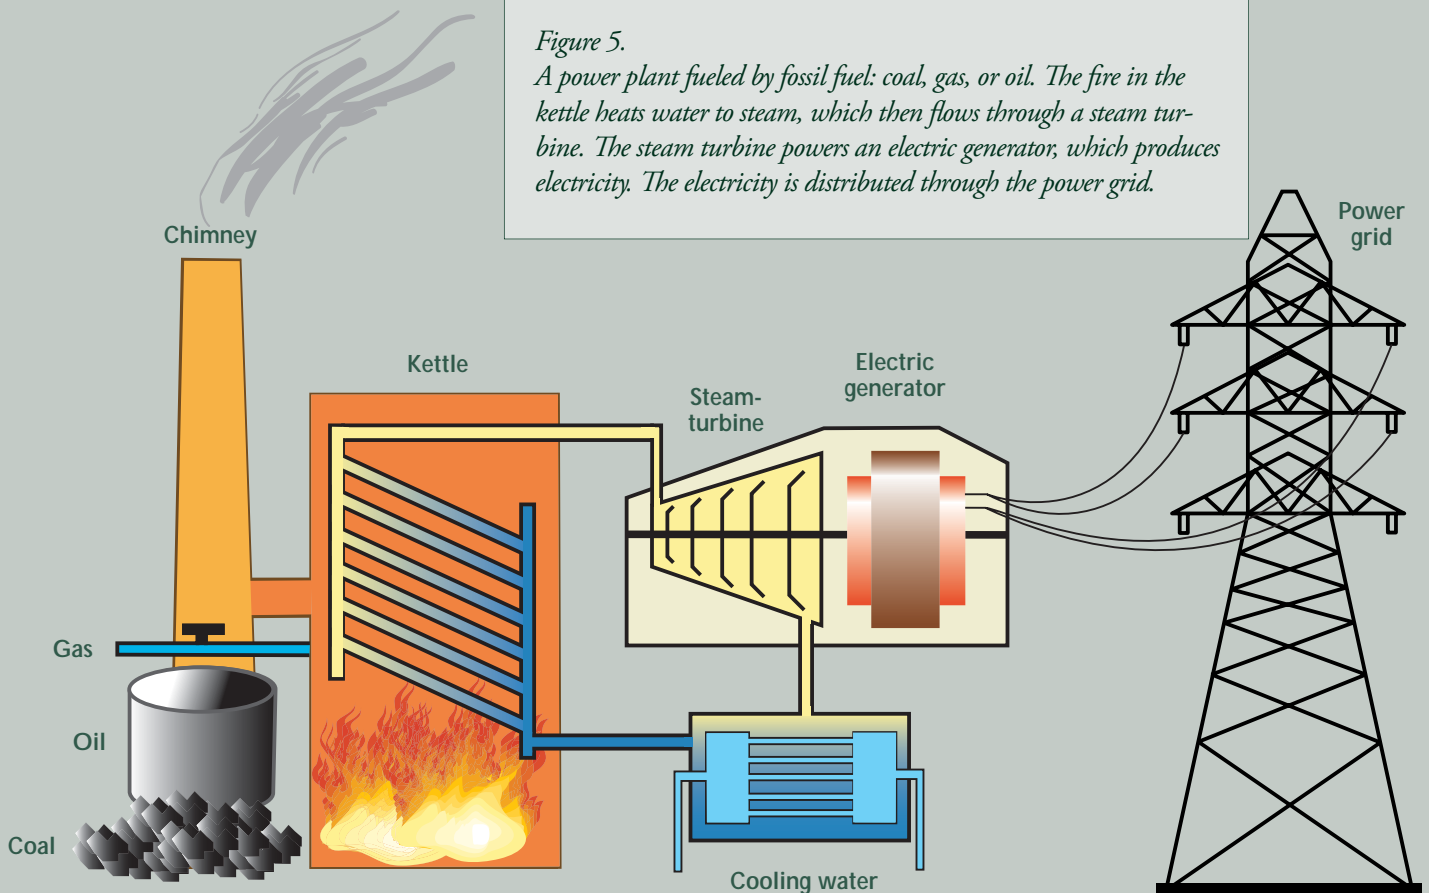 Figure 5.
A power plant fueled by fossil fuel: coal, gas, or oil. The fire in the
kettle heats water to steam, which then flows through a steam tur-
bine. The steam turbine powers an electric generator, which produces
electricity. The electricity is distributed through the power grid.
Power
grid
Chimney
Kettle
Electric
generator
Steam-
turbine
Gas
Oil
Coal
Cooling water